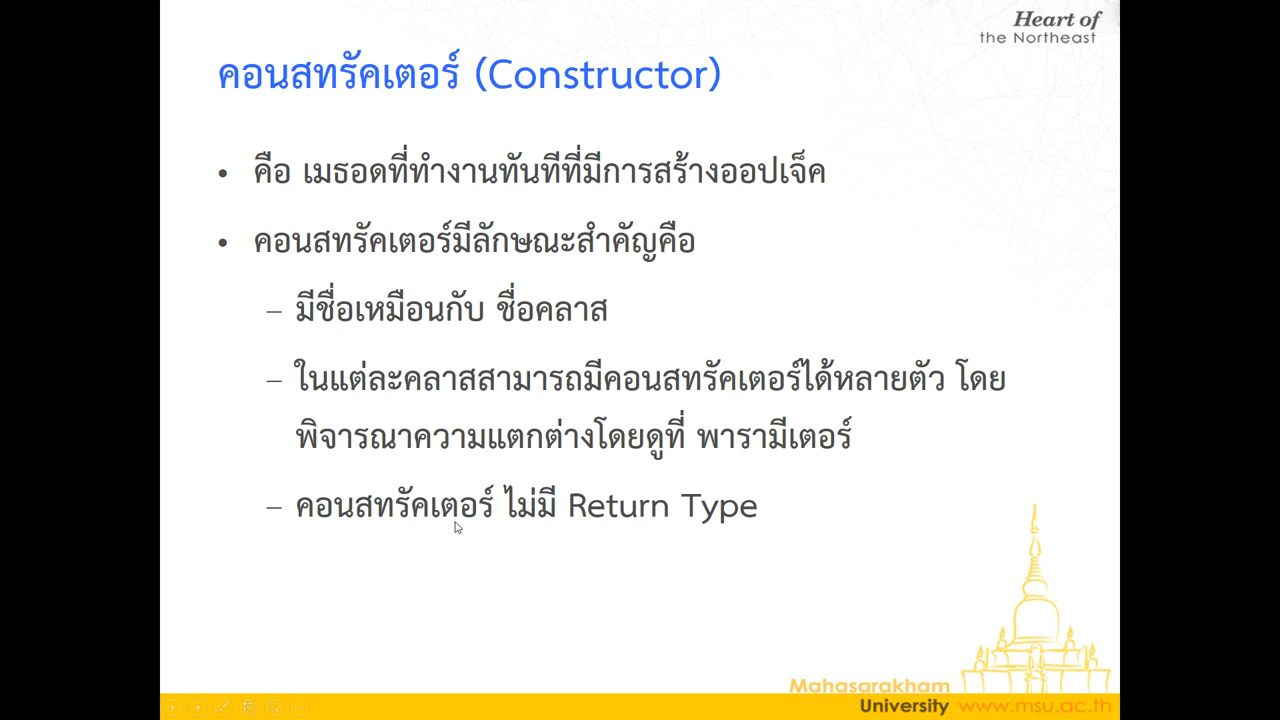 Heart of
the Northeast
คอนสทรัคเตอร์ (Constructor)
• คือ เมธอดที่ทำงานทันทีที่มีการสร้างออปเจ็ค
• คอนสทรัคเตอร์มีลักษณะสำคัญคือ
– มีชื่อเหมือนกับ ชื่อคลาส
– ในแต่ละคลาสสามารถมีคอนสทรัคเตอร์ได้หลายตัว โดย
พิจารณาความแตกต่างโดยดูที่ พารามีเตอร์
– คอนสทรัคเตอร์ ไม่มี Return Type
Mahasarakham
University www.msu.ac.th